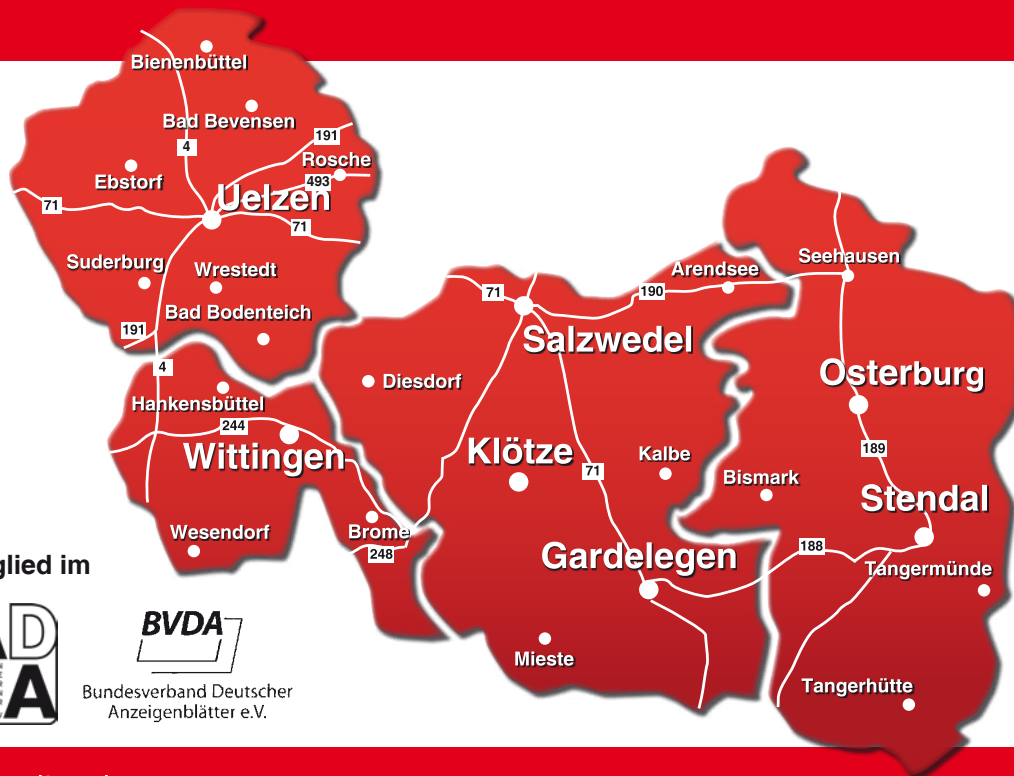 Bienenbüttel
Bad Bevensen
191
4
Rosche
Ebstorf
493
Uelzen
71
71
Suderburg
Wrestedt
Bad Bodenteich
191
4
Hankensbüttel
244
Wittingen
Wesendorf
Brome
248
Seehausen
Arendsee
71
190
Salzwedel
Diesdorf
Osterburg
Klötze
Kalbe
71
189
Bismark
Stendal
188
Gardelegen
Tangermünde
Mieste
Tangerhütte
glied im
AD
A
BVDA
Bundesverband Deutscher
Anzeigenblätter e.V.